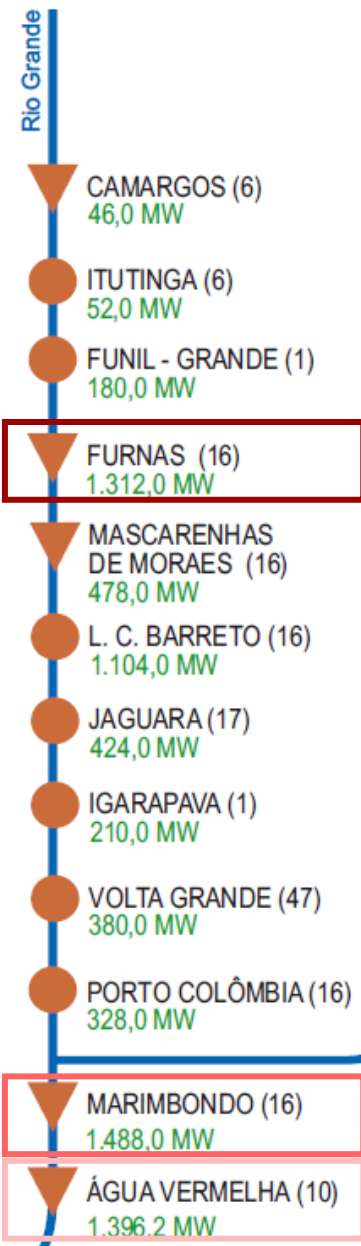 Rio Grande
CAMARGOS (6)
46,0 MW
ITUTINGA (6)
52,0 MW
FUNIL - GRANDE (1)
180,0 MW
FURNAS (16)
1.312,0 MW
MASCARENHAS
DE MORAES (16)
478,0 MW
L. C. BARRETO (16)
1.104,0 MW
JAGUARA (17)
424,0 MW
IGARAPAVA (1)
210,0 MW
VOLTA GRANDE (47)
380,0 MW
PORTO COLÔMBIA (16)
328,0 MW
MARIMBONDO (16)
1.488,0 MW
ÁGUA VERMELHA (10)
1.396,2 MW